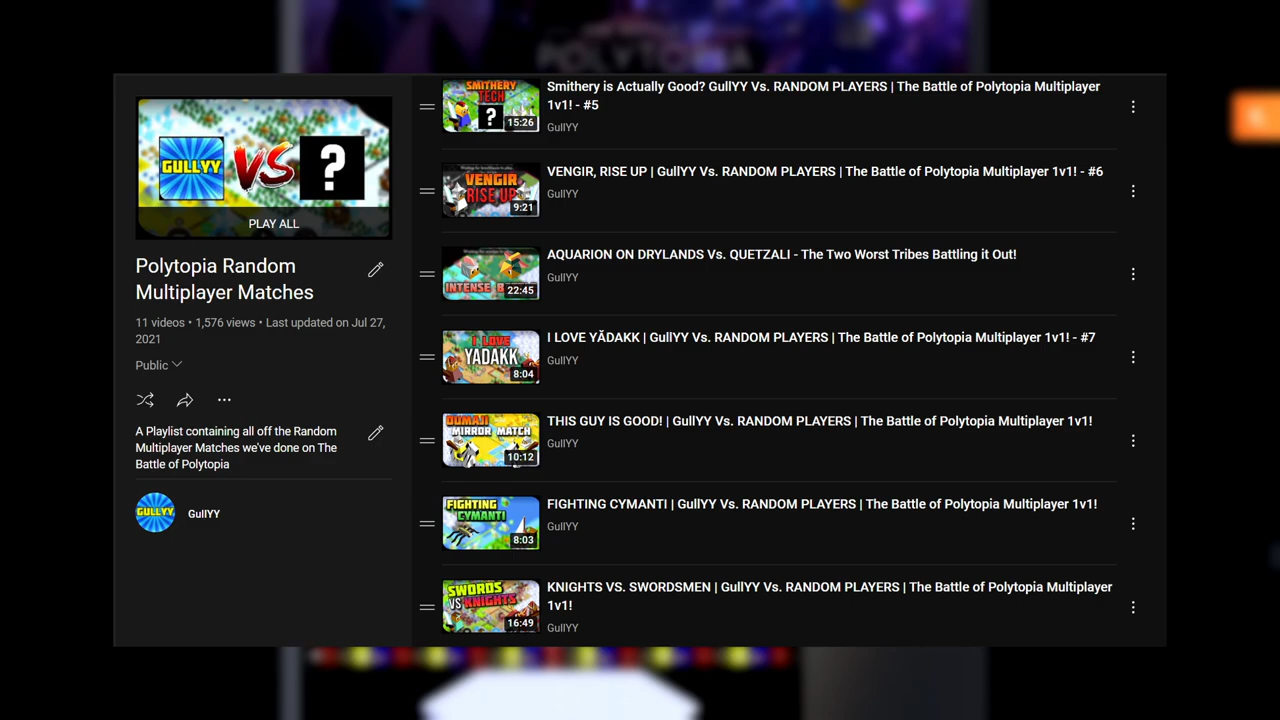 POLYTOPIA
GULLYY VS ?
PLAY ALL
Polytopia Random
Multiplayer Matches
11 videos • 1,576 views • Last updated on Jul 27,
2021
Public
A Playlist containing all off the Random
Multiplayer Matches we've done on The
Battle of Polytopia
GULLYY
GullYY
SMITHERY
TECH
?
15:26
Smithery is Actually Good? GullYY Vs. RANDOM PLAYERS | The Battle of Polytopia Multiplayer
1v1! - #5
GullYY
VENGIR
RISE UP
9:21
VENGIR, RISE UP | GullYY Vs. RANDOM PLAYERS | The Battle of Polytopia Multiplayer 1v1! - #6
GullYY
INTENSE B
22:45
AQUARION ON DRYLANDS Vs. QUETZALI - The Two Worst Tribes Battling it Out!
GullYY
I LOVE
YADAKK
8:04
I LOVE YĂDAKK | GullYY Vs. RANDOM PLAYERS | The Battle of Polytopia Multiplayer 1v1! - #7
GullYY
OUMAJI
MIRROR MATCH
10:12
THIS GUY IS GOOD! | GullYY Vs. RANDOM PLAYERS | The Battle of Polytopia Multiplayer 1v1!
GullYY
FIGHTING
CYMANTI
8:03
FIGHTING CYMANTI | GullYY Vs. RANDOM PLAYERS | The Battle of Polytopia Multiplayer 1v1!
GullYY
SWORDS
VS KNIGHTS
16:49
KNIGHTS VS. SWORDSMEN | GullYY Vs. RANDOM PLAYERS | The Battle of Polytopia Multiplayer
1v1!
GullYY